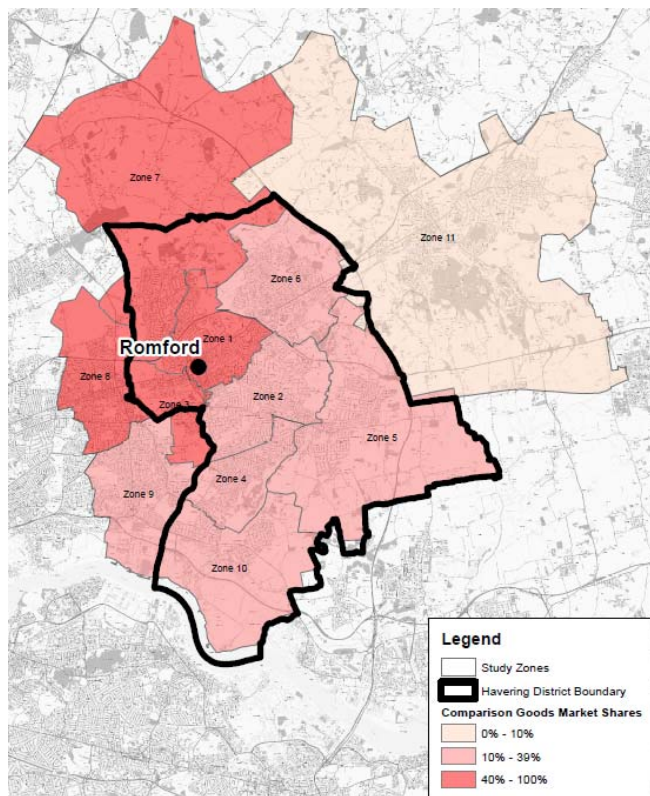 Zone 7
Zone 11
Zone 6
Zone 1
Romford
Zone 8
Zone 2
Zone 3
Zone 5
Zone 4
Zone 9
Zone 10
Legend
Study Zones
Havering District Boundary
Comparison Goods Market Shares
0% - 10%
10% - 39%
40% - 100%